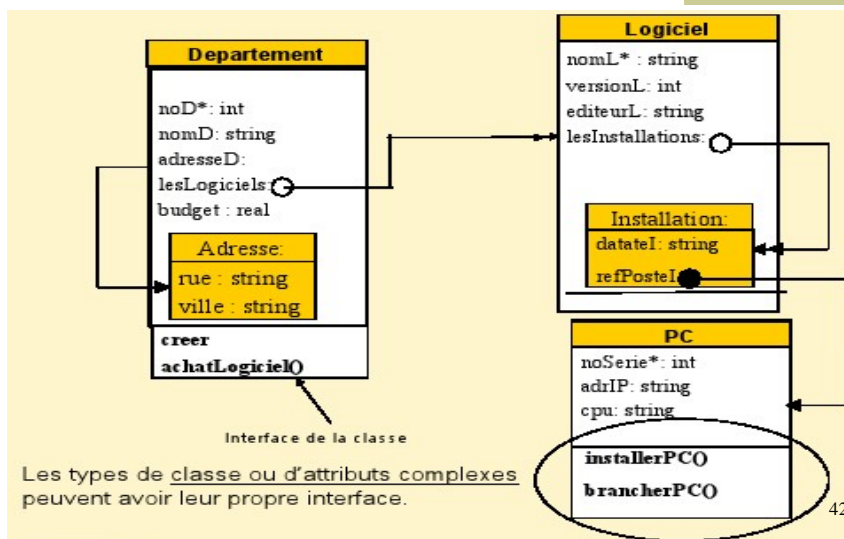 Departement
noD*: int
nomD: string
adresseD:
lesLogiciels:
budget : real
Adresse:
rue : string
ville : string
creer
achatLogiciel()
Interface de la classe
Les types de classe ou d'attributs complexes
peuvent avoir leur propre interface.
Logiciel
nomL* : string
versionL: int
editeurL: string
lesInstallations:
Installation:
datateI: string
refPosteI
PC
noSerie*: int
adrIP: string
cpu: string
installerPC()
brancherPC()
42